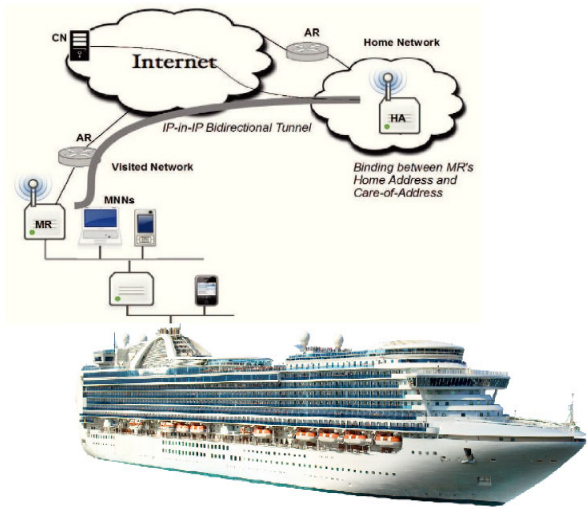 CN
AR
Home Network
Internet
HA
IP-in-IP Bidirectional Tunnel
AR
Visited Network
Binding between MR's
Home Address and
Care-of-Address
MNNs
MR